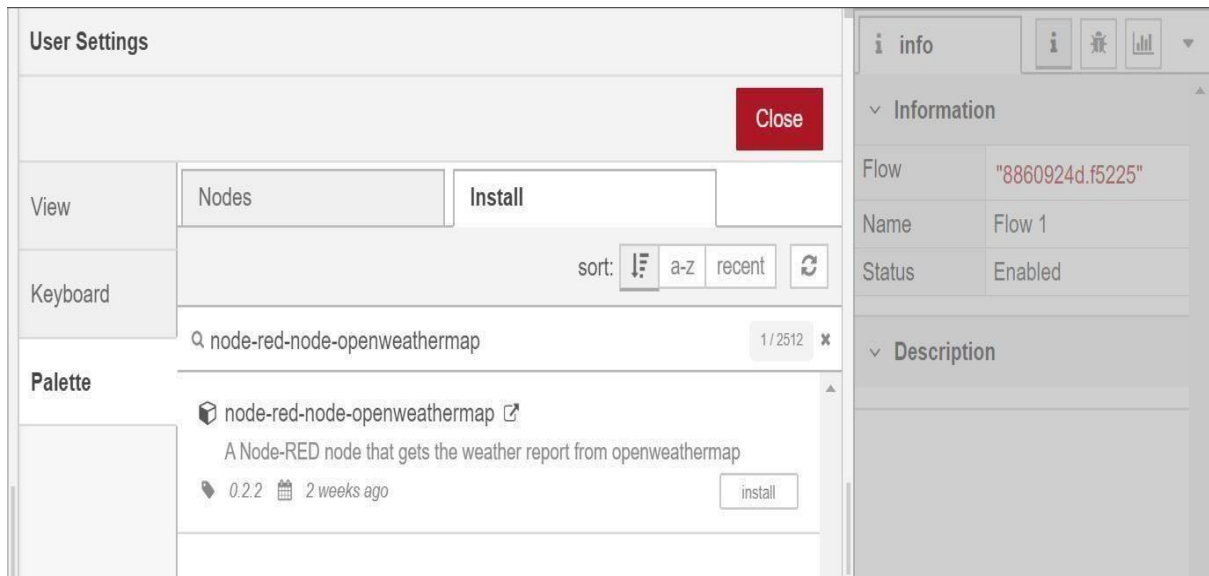 User Settings
Close
View
Keyboard
Palette
Nodes
Install
sort: a-z recent
node-red-node-openweathermap 1 / 2512 ✖
node-red-node-openweathermap
A Node-RED node that gets the weather report from openweathermap
0.2.2 2 weeks ago
install
i info i
Information
Flow "8860924d.f5225"
Name Flow 1
Status Enabled
Description